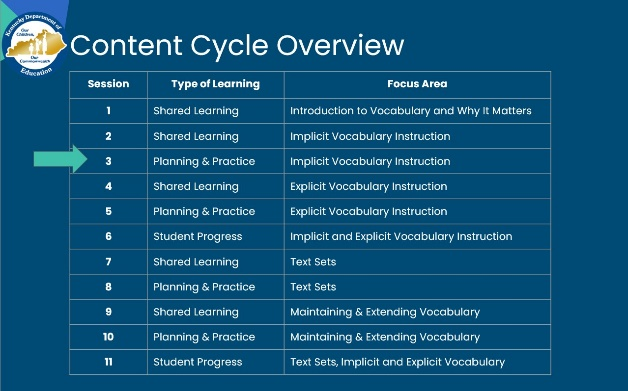 Kentucky Department of
Our Children,
Our Commonwealth
Education
Content Cycle Overview
Session Type of Learning Focus Area
1 Shared Learning Introduction to Vocabulary and Why It Matters
2 Shared Learning Implicit Vocabulary Instruction
3 Planning & Practice Implicit Vocabulary Instruction
4 Shared Learning Explicit Vocabulary Instruction
5 Planning & Practice Explicit Vocabulary Instruction
6 Student Progress Implicit and Explicit Vocabulary Instruction
7 Shared Learning Text Sets
8 Planning & Practice Text Sets
9 Shared Learning Maintaining & Extending Vocabulary
10 Planning & Practice Maintaining & Extending Vocabulary
11 Student Progress Text Sets, Implicit and Explicit Vocabulary